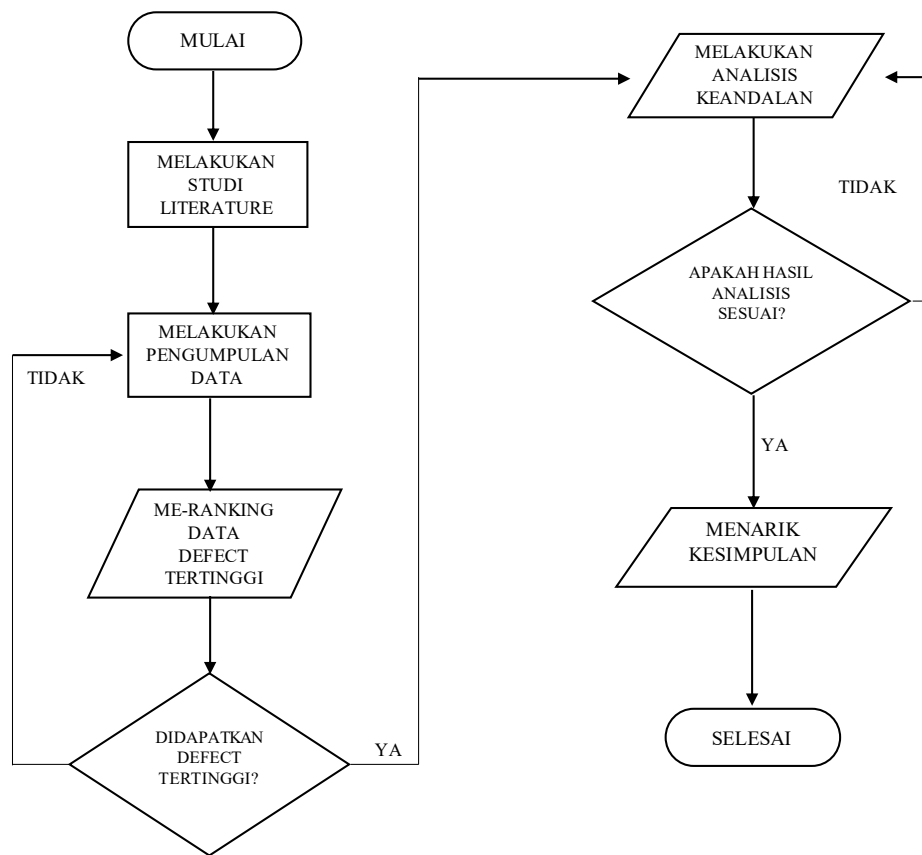 MULAI
MELAKUKAN
STUDI
LITERATURE
MELAKUKAN
PENGUMPULAN
DATA
TIDAK
ME-RANKING
DATA
DEFECT
TERTINGGI
DIDAPATKAN
DEFECT
TERTINGGI?
YA
MELAKUKAN
ANALISIS
KEANDALAN
TIDAK
APAKAH HASIL
ANALISIS
SESUAI?
YA
MENARIK
KESIMPULAN
SELESAI